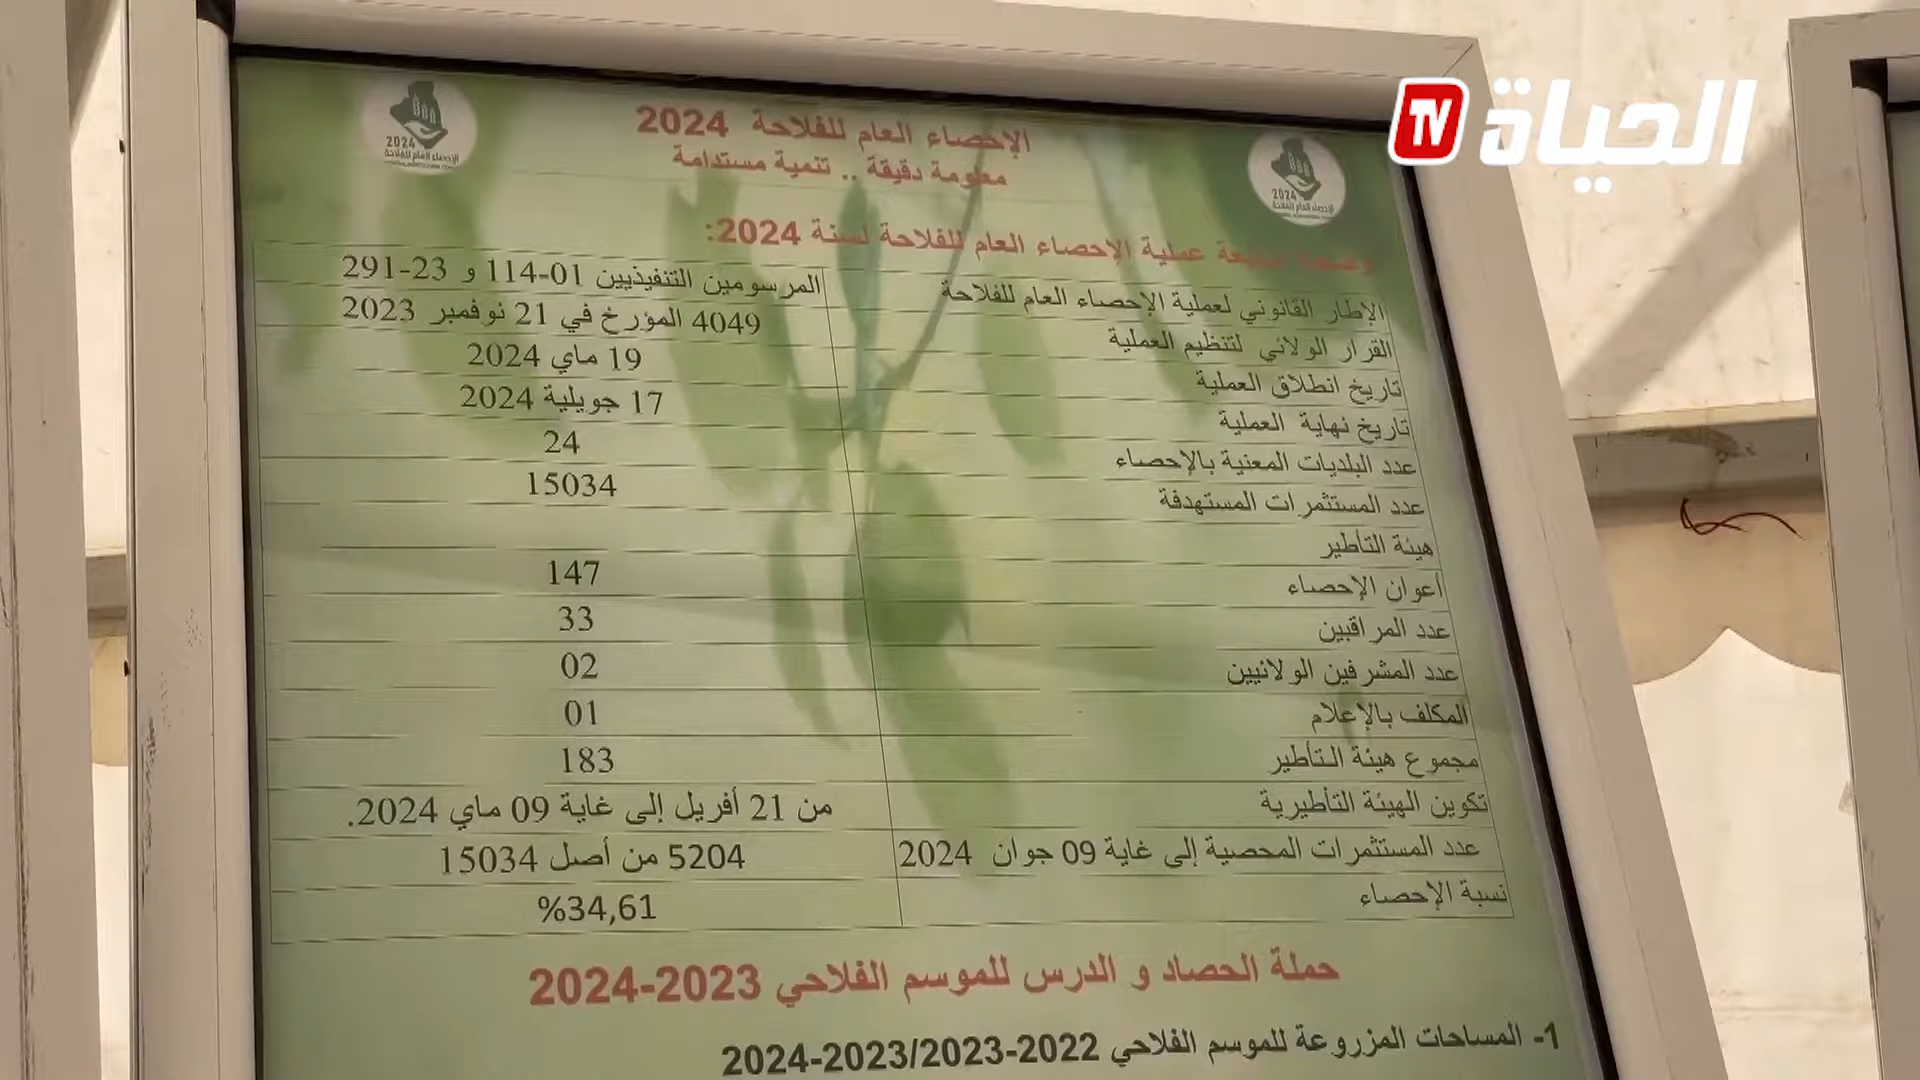 الحياة TV
الإحصاء العام للفلاحة 2024
معلومة دقيقة .. تنمية مستدامة
2024
الإحصاء العام للفلاحة
2024
الإحصاء العام للفلاحة
عملية الإحصاء العام للفلاحة لسنة 2024:
الإطار القانوني لعملية الإحصاء العام للفلاحة المرسومين التنفيذيين 01-114 و 23-291
القرار الولائي لتنظيم العملية 4049 المؤرخ في 21 نوفمبر 2023
تاريخ انطلاق العملية 19 ماي 2024
تاريخ نهاية العملية 17 جويلية 2024
عدد البلديات المعنية بالإحصاء 24
عدد المستثمرات المستهدفة 15034
هيئة التأطير
أعوان الإحصاء 147
عدد المراقبين 33
عدد المشرفين الولائيين 02
المكلف بالإعلام 01
مجموع هيئة التأطير 183
تكوين الهيئة التأطيرية من 21 أفريل إلى غاية 09 ماي 2024.
عدد المستثمرات المحصية إلى غاية 09 جوان 2024 5204 من أصل 15034
نسبة الإحصاء 34,61%
حملة الحصاد و الدرس للموسم الفلاحي 2023-2024
1- المساحات المزروعة للموسم الفلاحي 2022-2023/2023-2024